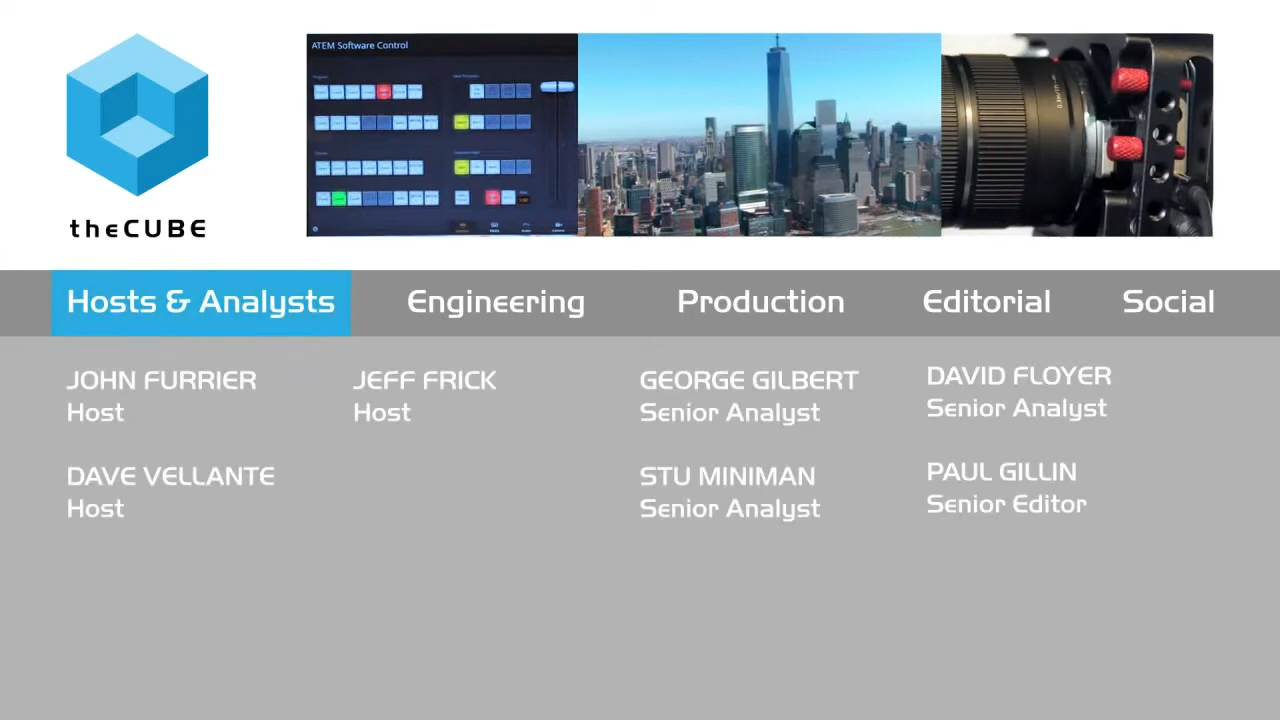 theCUBE
ATEM Software Control
Hosts & Analysts
Engineering
Production
Editorial
Social
JOHN FURRIER
Host
JEFF FRICK
Host
GEORGE GILBERT
Senior Analyst
DAVID FLOYER
Senior Analyst
DAVE VELLANTE
Host
STU MINIMAN
Senior Analyst
PAUL GILLIN
Senior Editor